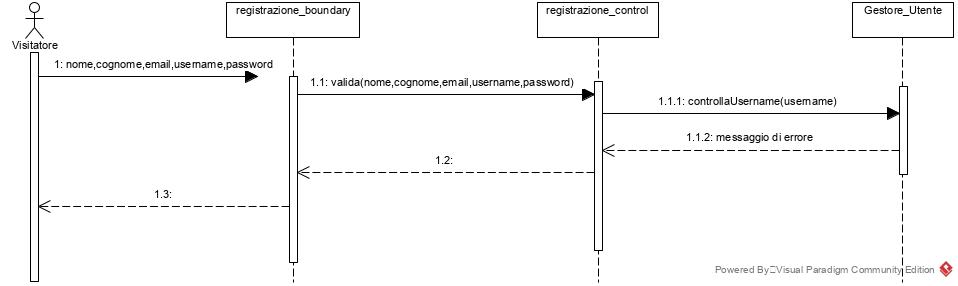 registrazione_boundary
registrazione_control
Gestore_Utente
Visitatore
1: nome,cognome,email,username,password
1.1: valida(nome,cognome,email,username,password)
1.1.1: controllaUsername(username)
1.1.2: messaggio di errore
1.2:
1.3:
Powered By Visual Paradigm Community Edition